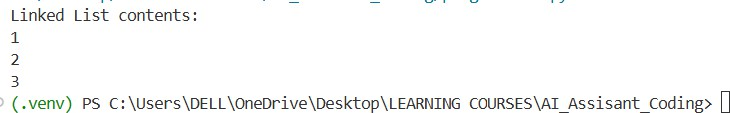 Linked List contents:
1
2
3
(.venv) PS C:\Users\DELL\OneDrive\Desktop\LEARNING COURSES\AI_Assisant_Coding>